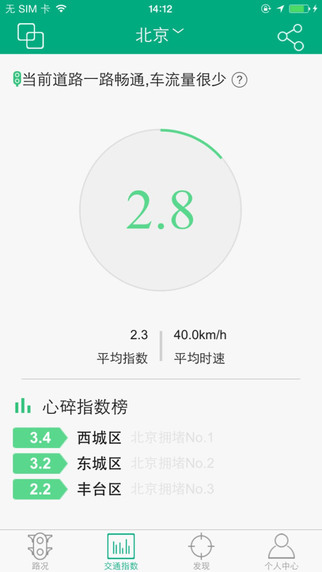 无 SIM 卡
14:12
北京
当前道路一路畅通,车流量很少 ?
2.8
2.3 40.0km/h
平均指数 平均时速
心碎指数榜
3.4 西城区 北京拥堵No.1
3.2 东城区 北京拥堵No.2
2.2 丰台区 北京拥堵No.3
路况 交通指数 发现 个人中心